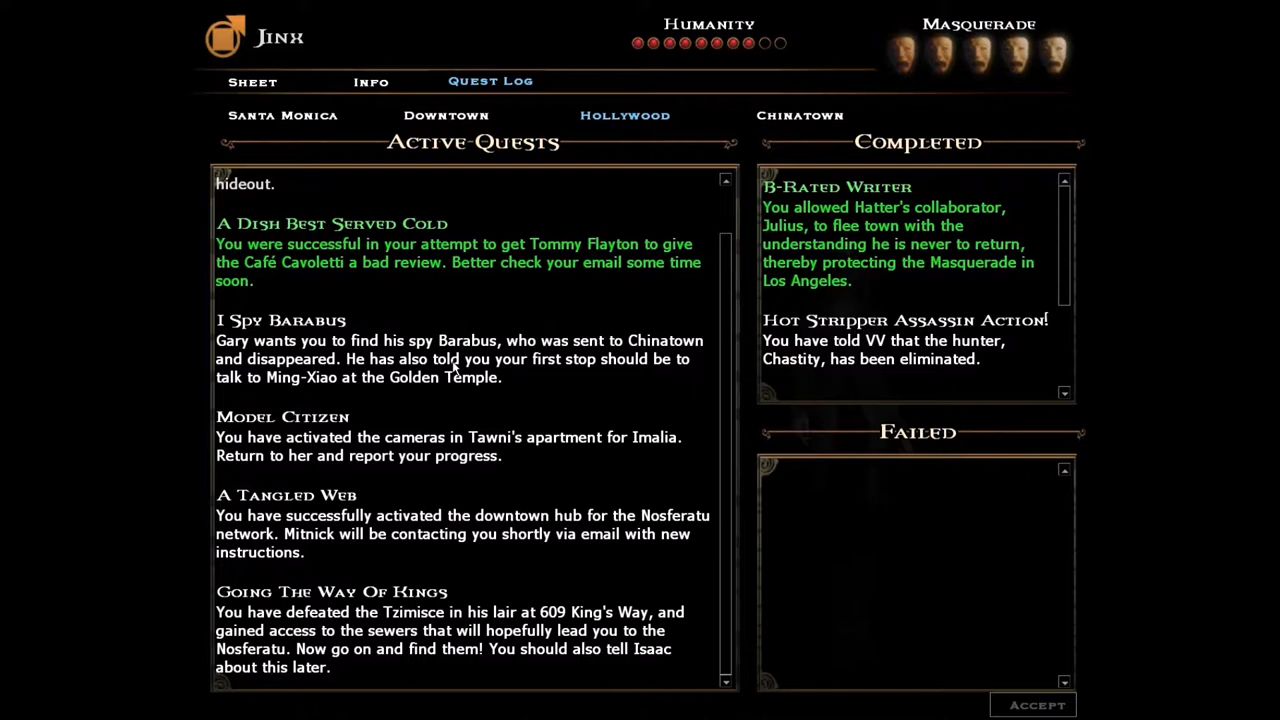 Jinx
Humanity
Masquerade
Sheet
Info
Quest Log
Santa Monica
Downtown
Hollywood
Chinatown
Active Quests
hideout.
A Dish Best Served Cold
You were successful in your attempt to get Tommy Flayton to give
the Café Cavoletti a bad review. Better check your email some time
soon.
I Spy Barabus
Gary wants you to find his spy Barabus, who was sent to Chinatown
and disappeared. He has also told you your first stop should be to
talk to Ming-Xiao at the Golden Temple.
Model Citizen
You have activated the cameras in Tawni's apartment for Imalia.
Return to her and report your progress.
A Tangled Web
You have successfully activated the downtown hub for the Nosferatu
network. Mitnick will be contacting you shortly via email with new
instructions.
Going The Way Of Kings
You have defeated the Tzimisce in his lair at 609 King's Way, and
gained access to the sewers that will hopefully lead you to the
Nosferatu. Now go on and find them! You should also tell Isaac
about this later.
Completed
B-Rated Writer
You allowed Hatter's collaborator,
Julius, to flee town with the
understanding he is never to return,
thereby protecting the Masquerade in
Los Angeles.
Hot Stripper Assassin Action!
You have told VV that the hunter,
Chastity, has been eliminated.
Failed
Accept